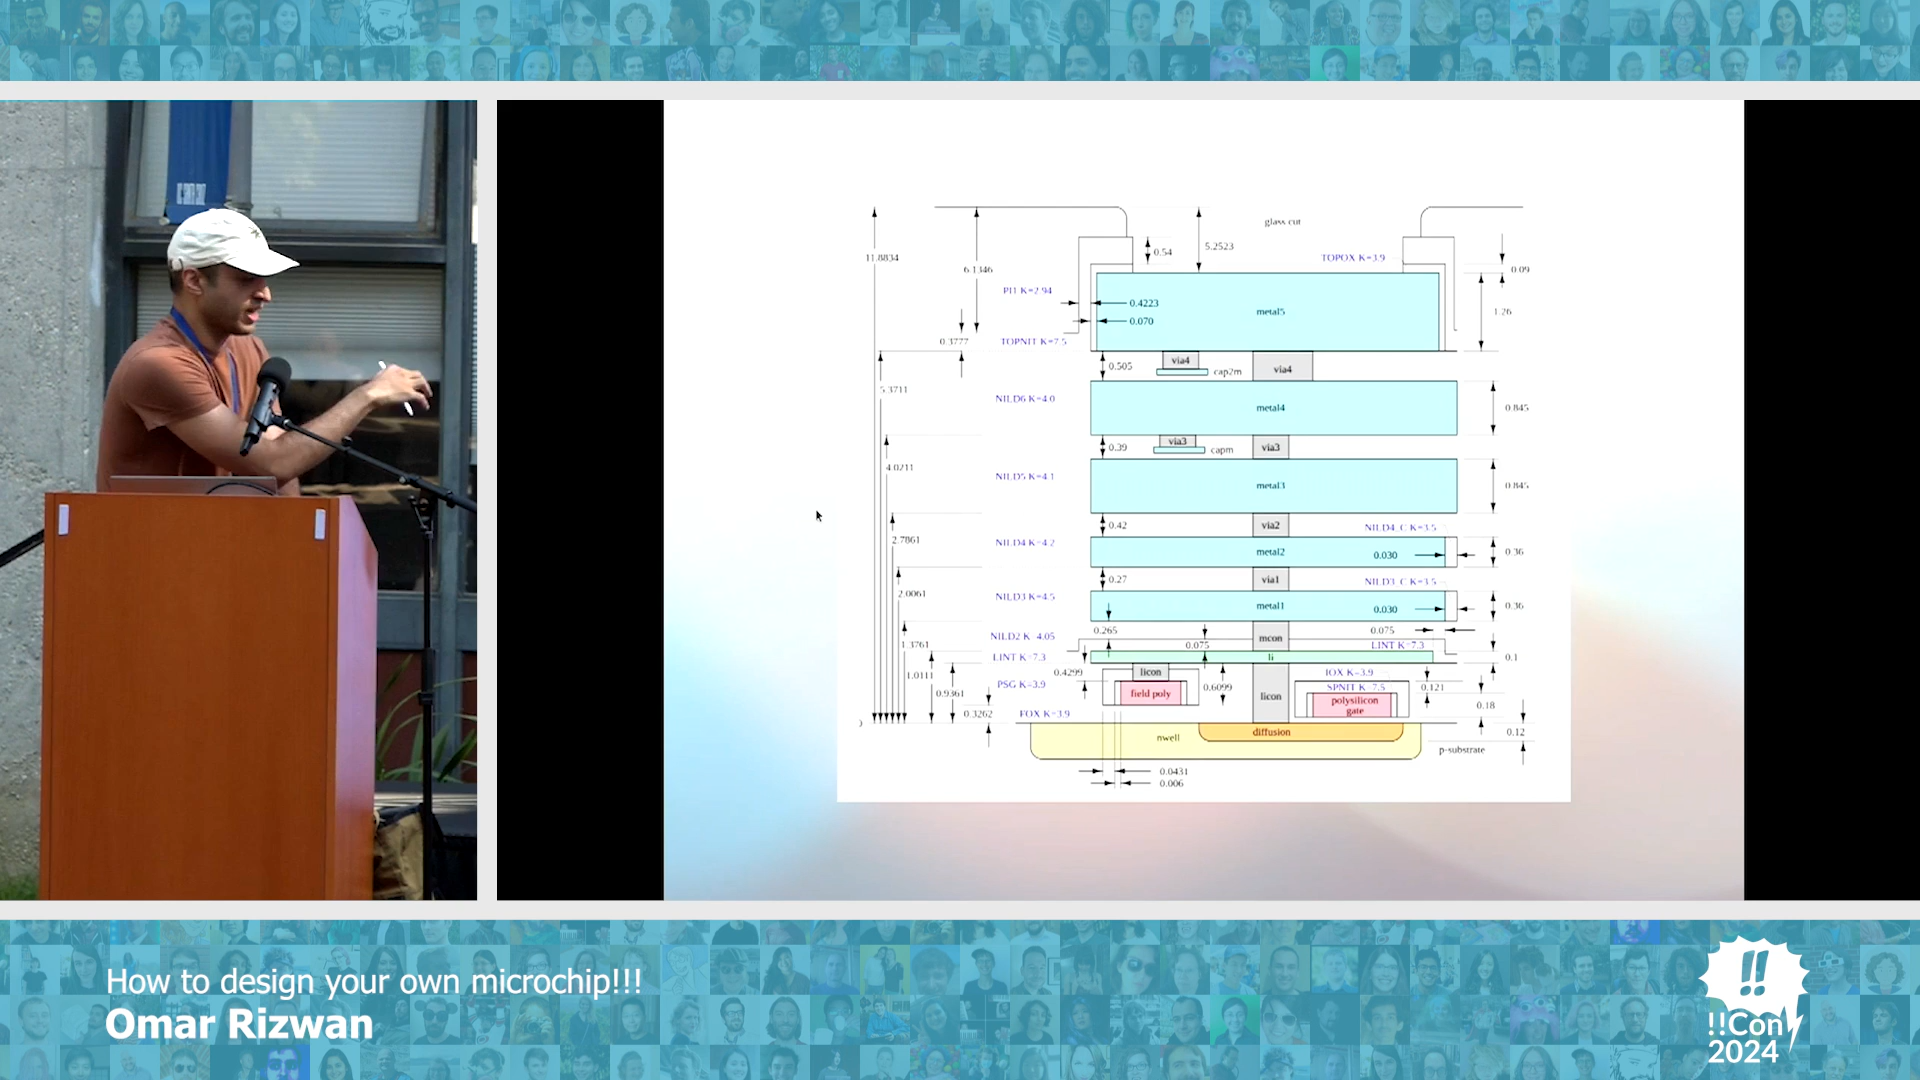 glass cut
11.8834
6.1346
0.54
5.2523
TOPOX K=3.9
0.09
PI1 K=2.94
0.4223
0.070
metal5
1.26
0.3777
TOPNIT K=7.5
0.505
via4
cap2m
via4
5.3711
NILD6 K=4.0
metal4
0.845
0.39
via3
capm
via3
4.0211
NILD5 K=4.1
metal3
0.845
0.42
via2
NILD4_C K=3.5
2.7861
NILD4 K=4.2
metal2
0.030
0.36
0.27
via1
NILD3_C K=3.5
2.0061
NILD3 K=4.5
metal1
0.030
0.36
0.265
0.075
NILD2 K=4.05
mcon
1.3761
0.075
LINT K=7.3
LINT K=7.3
li
0.1
1.0111
0.4299
licon
IOX K=3.9
PSG K=3.9
field poly
0.6099
licon
SPNIT K=7.5
0.121
0.9361
polysilicon
gate
0.18
0.3262
FOX K=3.9
nwell
diffusion
0.12
p-substrate
0.0431
0.006
How to design your own microchip!!!
Omar Rizwan
!!
!!Con
2024